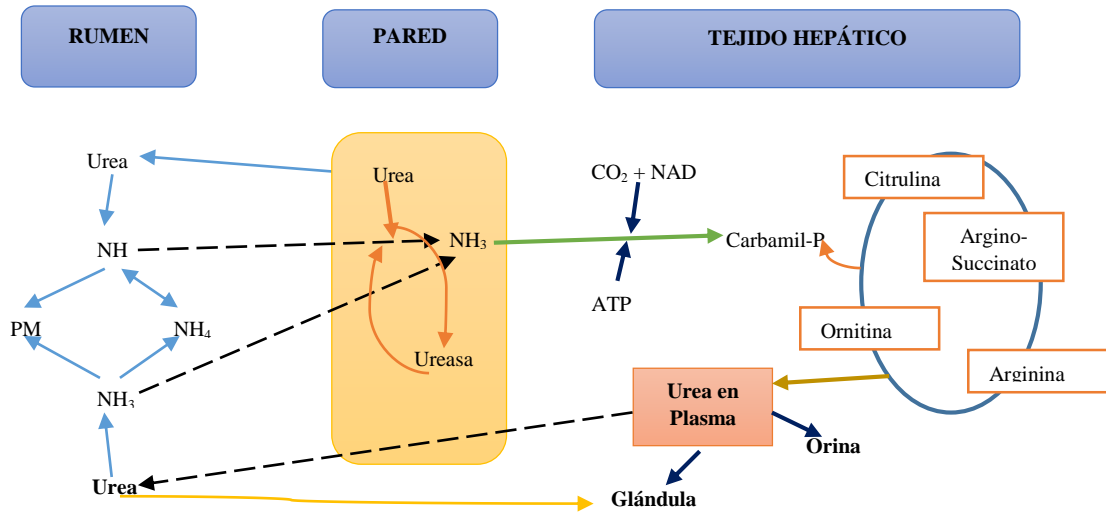 RUMEN
PARED
TEJIDO HEPÁTICO
Urea
NH
PM
NH₄
NH₃
Urea
Urea
NH₃
Ureasa
CO₂ + NAD
ATP
Carbamil-P
Citrulina
Argino-
Succinato
Ornitina
Arginina
Urea en
Plasma
Orina
Glándula